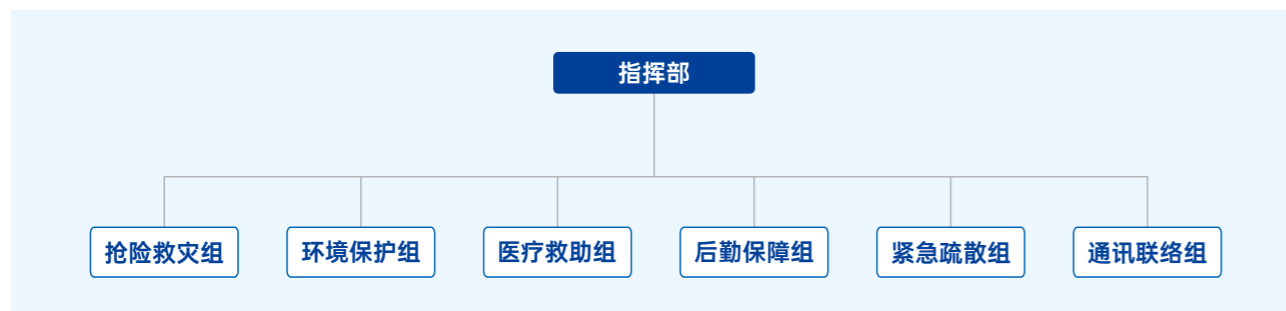 指挥部
抢险救灾组
环境保护组
医疗救助组
后勤保障组
紧急疏散组
通讯联络组